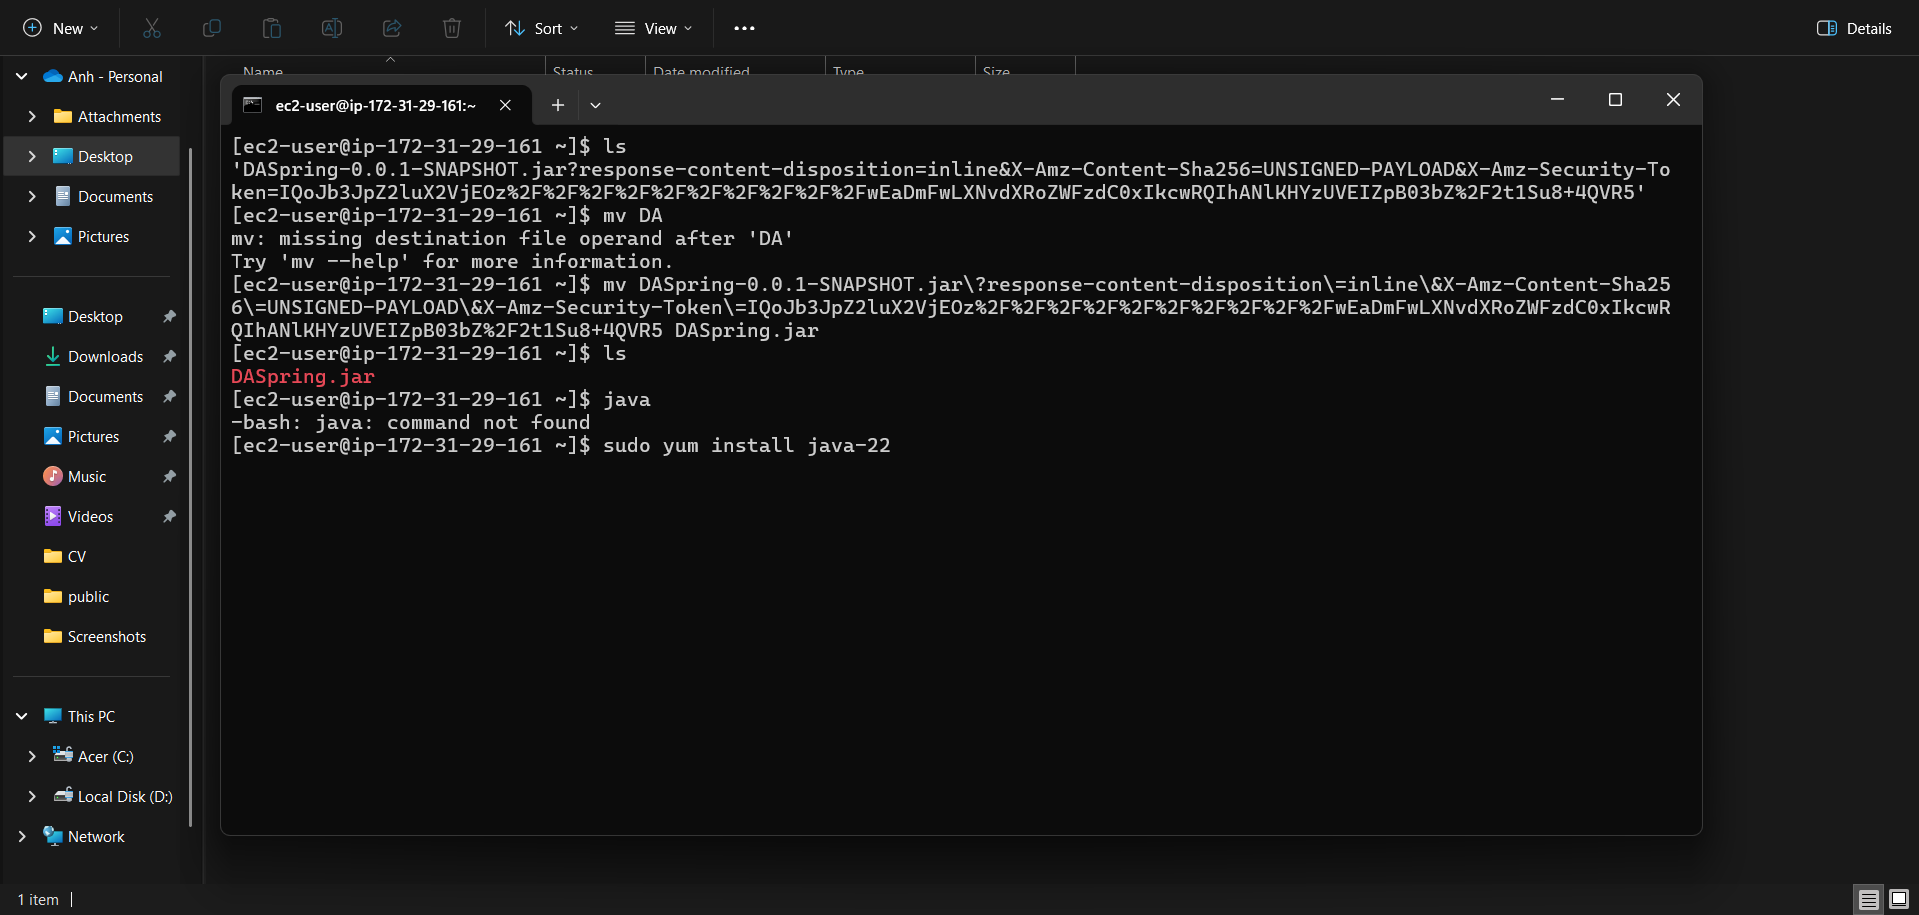 New
Sort
View
Details
Anh - Personal
Attachments
Desktop
Documents
Pictures
Desktop
Downloads
Documents
Pictures
Music
Videos
CV
public
Screenshots
This PC
Acer (C:)
Local Disk (D:)
Network
1 item
Name
Status
Date modified
Type
Size
ec2-user@ip-172-31-29-161:~
[ec2-user@ip-172-31-29-161 ~]$ ls
'DASpring-0.0.1-SNAPSHOT.jar?response-content-disposition=inline&X-Amz-Content-Sha256=UNSIGNED-PAYLOAD&X-Amz-Security-To
ken=IQoJb3JpZ2luX2VjEOz%2F%2F%2F%2F%2F%2F%2F%2F%2F%2FwEaDmFwLXNvdXRoZWFzdC0xIkcwRQIhANlKHYzUVEIZpB03bZ%2F2t1Su8+4QVR5'
[ec2-user@ip-172-31-29-161 ~]$ mv DA
mv: missing destination file operand after 'DA'
Try 'mv --help' for more information.
[ec2-user@ip-172-31-29-161 ~]$ mv DASpring-0.0.1-SNAPSHOT.jar\?response-content-disposition\=inline\&X-Amz-Content-Sha25
6\=UNSIGNED-PAYLOAD\&X-Amz-Security-Token\=IQoJb3JpZ2luX2VjEOz%2F%2F%2F%2F%2F%2F%2F%2F%2F%2FwEaDmFwLXNvdXRoZWFzdC0xIkcwR
QIhANlKHYzUVEIZpB03bZ%2F2t1Su8+4QVR5 DASpring.jar
[ec2-user@ip-172-31-29-161 ~]$ ls
DASpring.jar
[ec2-user@ip-172-31-29-161 ~]$ java
-bash: java: command not found
[ec2-user@ip-172-31-29-161 ~]$ sudo yum install java-22